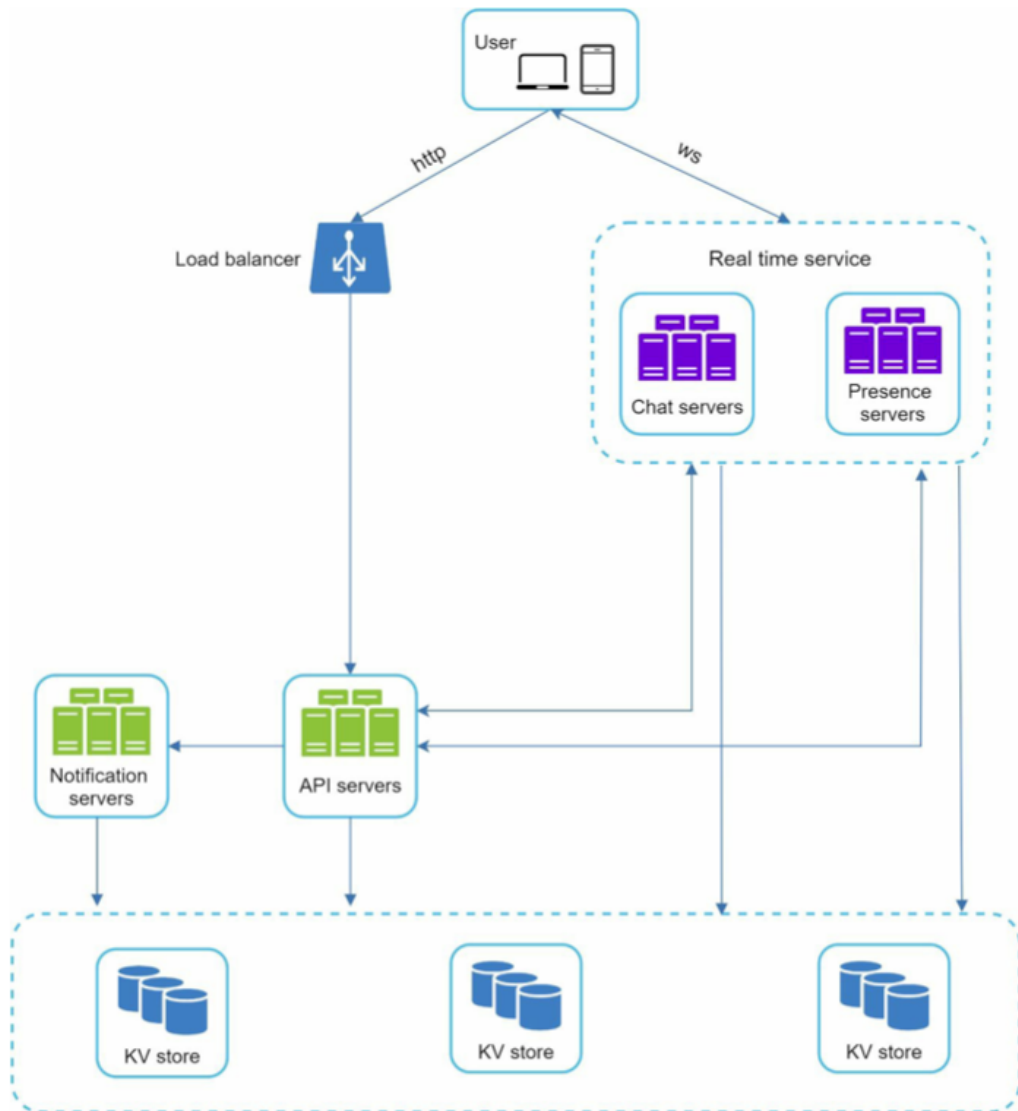 User
http
ws
Load balancer
Real time service
Chat servers
Presence
servers
Notification
servers
API servers
KV store
KV store
KV store